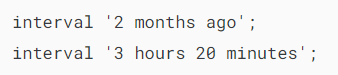 interval '2 months ago';
interval '3 hours 20 minutes';